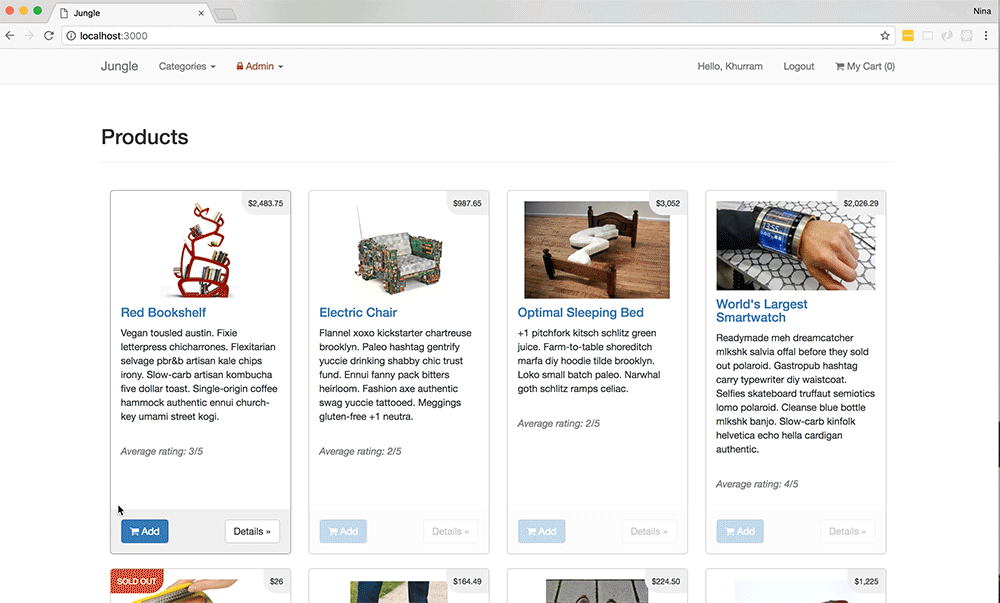 Jungle
Nina
localhost:3000
Jungle Categories Admin Hello, Khurram Logout My Cart (0)
Products
$2,483.75
Red Bookshelf
Vegan tousled austin. Fixie
letterpress chicharrones. Flexitarian
selvage pbr&b artisan kale chips
irony. Slow-carb artisan kombucha
five dollar toast. Single-origin coffee
hammock authentic ennui church-
key umami street kogi.
Average rating: 3/5
Add Details »
$987.65
Electric Chair
Flannel xoxo kickstarter chartreuse
brooklyn. Paleo hashtag gentrify
yuccie drinking shabby chic trust
fund. Ennui fanny pack bitters
heirloom. Fashion axe authentic
swag yuccie tattooed. Meggings
gluten-free +1 neutra.
Average rating: 2/5
Add Details »
$3,052
Optimal Sleeping Bed
+1 pitchfork kitsch schlitz green
juice. Farm-to-table shoreditch
marfa diy hoodie tilde brooklyn.
Loko small batch paleo. Narwhal
goth schlitz ramps celiac.
Average rating: 2/5
Add Details »
$2,026.29
World's Largest
Smartwatch
Readymade meh dreamcatcher
mlkshk salvia offal before they sold
out polaroid. Gastropub hashtag
carry typewriter diy waistcoat.
Selfies skateboard truffaut semiotics
lomo polaroid. Cleanse blue bottle
mlkshk banjo. Slow-carb kinfolk
helvetica echo hella cardigan
authentic.
Average rating: 4/5
Add Details »
SOLD OUT $26
$164.49
$224.50
$1,225